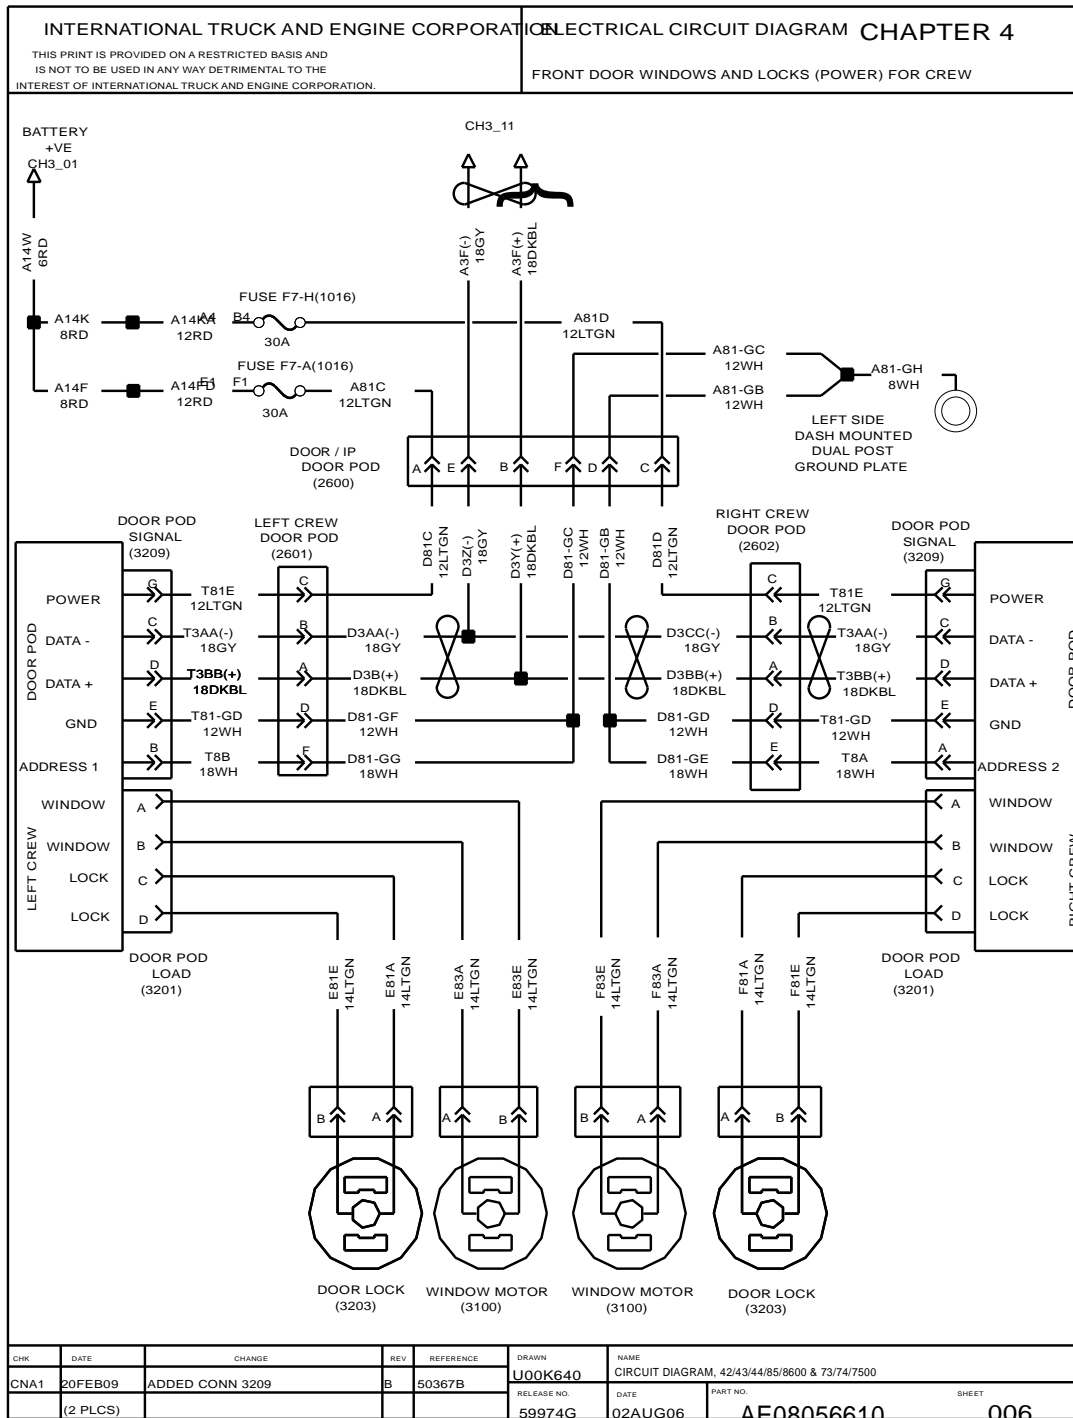 INTERNATIONAL TRUCK AND ENGINE CORPORATION
ELECTRICAL CIRCUIT DIAGRAM CHAPTER 4
THIS PRINT IS PROVIDED ON A RESTRICTED BASIS AND
IS NOT TO BE USED IN ANY WAY DETRIMENTAL TO THE
INTEREST OF INTERNATIONAL TRUCK AND ENGINE CORPORATION.
FRONT DOOR WINDOWS AND LOCKS (POWER) FOR CREW
BATTERY
+VE
CH3_01
CH3_11
A14W
6RD
A3F(-)
18GY
A3F(+)
18DKBL
FUSE F7-H(1016)
A14K
8RD
A14KA
12RD
A4 B4
30A
A81D
12LTGN
FUSE F7-A(1016)
A14F
8RD
A14FD
12RD
E1 F1
30A
A81C
12LTGN
A81-GC
12WH
A81-GB
12WH
A81-GH
8WH
LEFT SIDE
DASH MOUNTED
DUAL POST
GROUND PLATE
DOOR / IP
DOOR POD
(2600)
A E B F D C
DOOR POD
SIGNAL
(3209)
LEFT CREW
DOOR POD
(2601)
D81C
12LTGN
D3Z(-)
18GY
D3Y(+)
18DKBL
D81-GC
12WH
D81-GB
12WH
D81D
12LTGN
RIGHT CREW
DOOR POD
(2602)
DOOR POD
SIGNAL
(3209)
POWER
G
T81E
12LTGN
C
C
T81E
12LTGN
G
POWER
DATA -
C
T3AA(-)
18GY
B
D3AA(-)
18GY
D3CC(-)
18GY
B
T3AA(-)
18GY
C
DATA -
DATA +
D
T3BB(+)
18DKBL
A
D3B(+)
18DKBL
D3BB(+)
18DKBL
A
T3BB(+)
18DKBL
D
DATA +
GND
E
T81-GD
12WH
D
D81-GF
12WH
D81-GD
12WH
D
T81-GD
12WH
E
GND
ADDRESS 1
B
T8B
18WH
F
D81-GG
18WH
D81-GE
18WH
E
T8A
18WH
A
ADDRESS 2
DOOR POD
LEFT CREW
DOOR POD
RIGHT CREW
WINDOW A
WINDOW B
LOCK C
LOCK D
A WINDOW
B WINDOW
C LOCK
D LOCK
DOOR POD
LOAD
(3201)
DOOR POD
LOAD
(3201)
E81E
14LTGN
E81A
14LTGN
E83A
14LTGN
E83E
14LTGN
F83E
14LTGN
F83A
14LTGN
F81A
14LTGN
F81E
14LTGN
B A A B B A A B
DOOR LOCK
(3203)
WINDOW MOTOR
(3100)
WINDOW MOTOR
(3100)
DOOR LOCK
(3203)
CHK DATE CHANGE REV REFERENCE
CNA1 20FEB09 ADDED CONN 3209 B 50367B
(2 PLCS)
DRAWN
U00K640
NAME
CIRCUIT DIAGRAM, 42/43/44/85/8600 & 73/74/7500
RELEASE NO.
59974G
DATE
02AUG06
PART NO.
AE08056610
SHEET
006